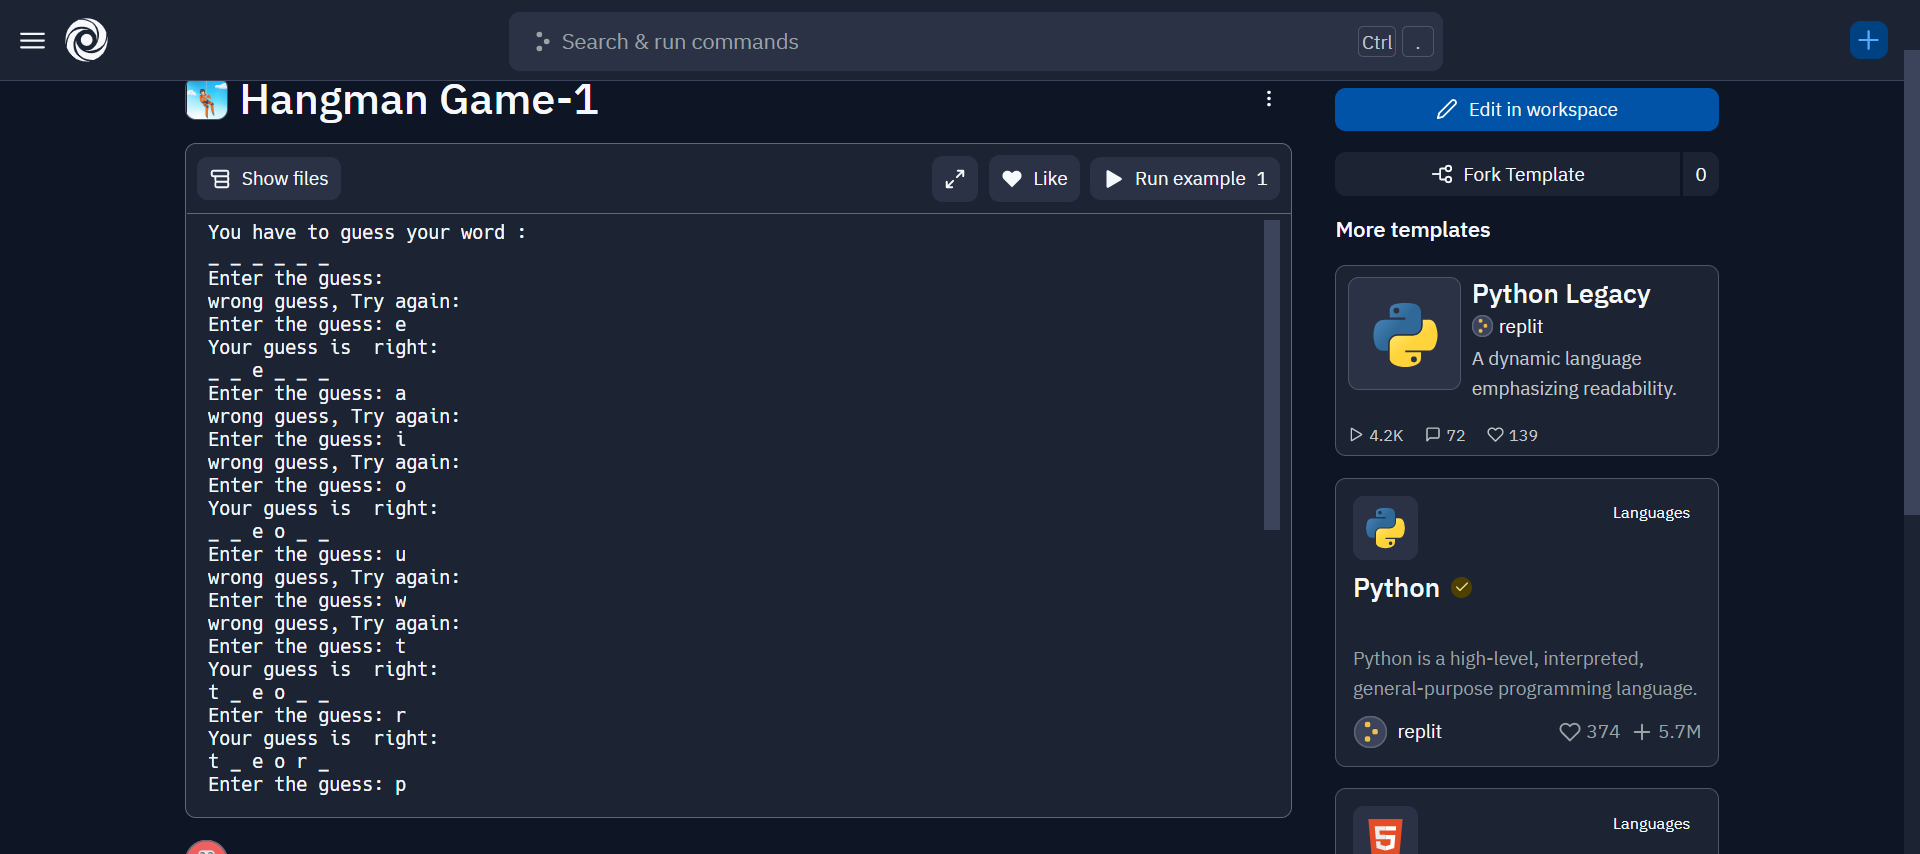 Search & run commands
Ctrl .
Hangman Game-1
Show files
Like
Run example 1
You have to guess your word :
_ _ _ _ _ _
Enter the guess:
wrong guess, Try again:
Enter the guess: e
Your guess is  right:
_ _ e _ _ _
Enter the guess: a
wrong guess, Try again:
Enter the guess: i
wrong guess, Try again:
Enter the guess: o
Your guess is  right:
_ _ e o _ _
Enter the guess: u
wrong guess, Try again:
Enter the guess: w
wrong guess, Try again:
Enter the guess: t
Your guess is  right:
t _ e o _ _
Enter the guess: r
Your guess is  right:
t _ e o r _
Enter the guess: p
Edit in workspace
Fork Template 0
More templates
Python Legacy
replit
A dynamic language
emphasizing readability.
4.2K 72 139
Languages
Python
Python is a high-level, interpreted,
general-purpose programming language.
replit 374 5.7M
Languages
5